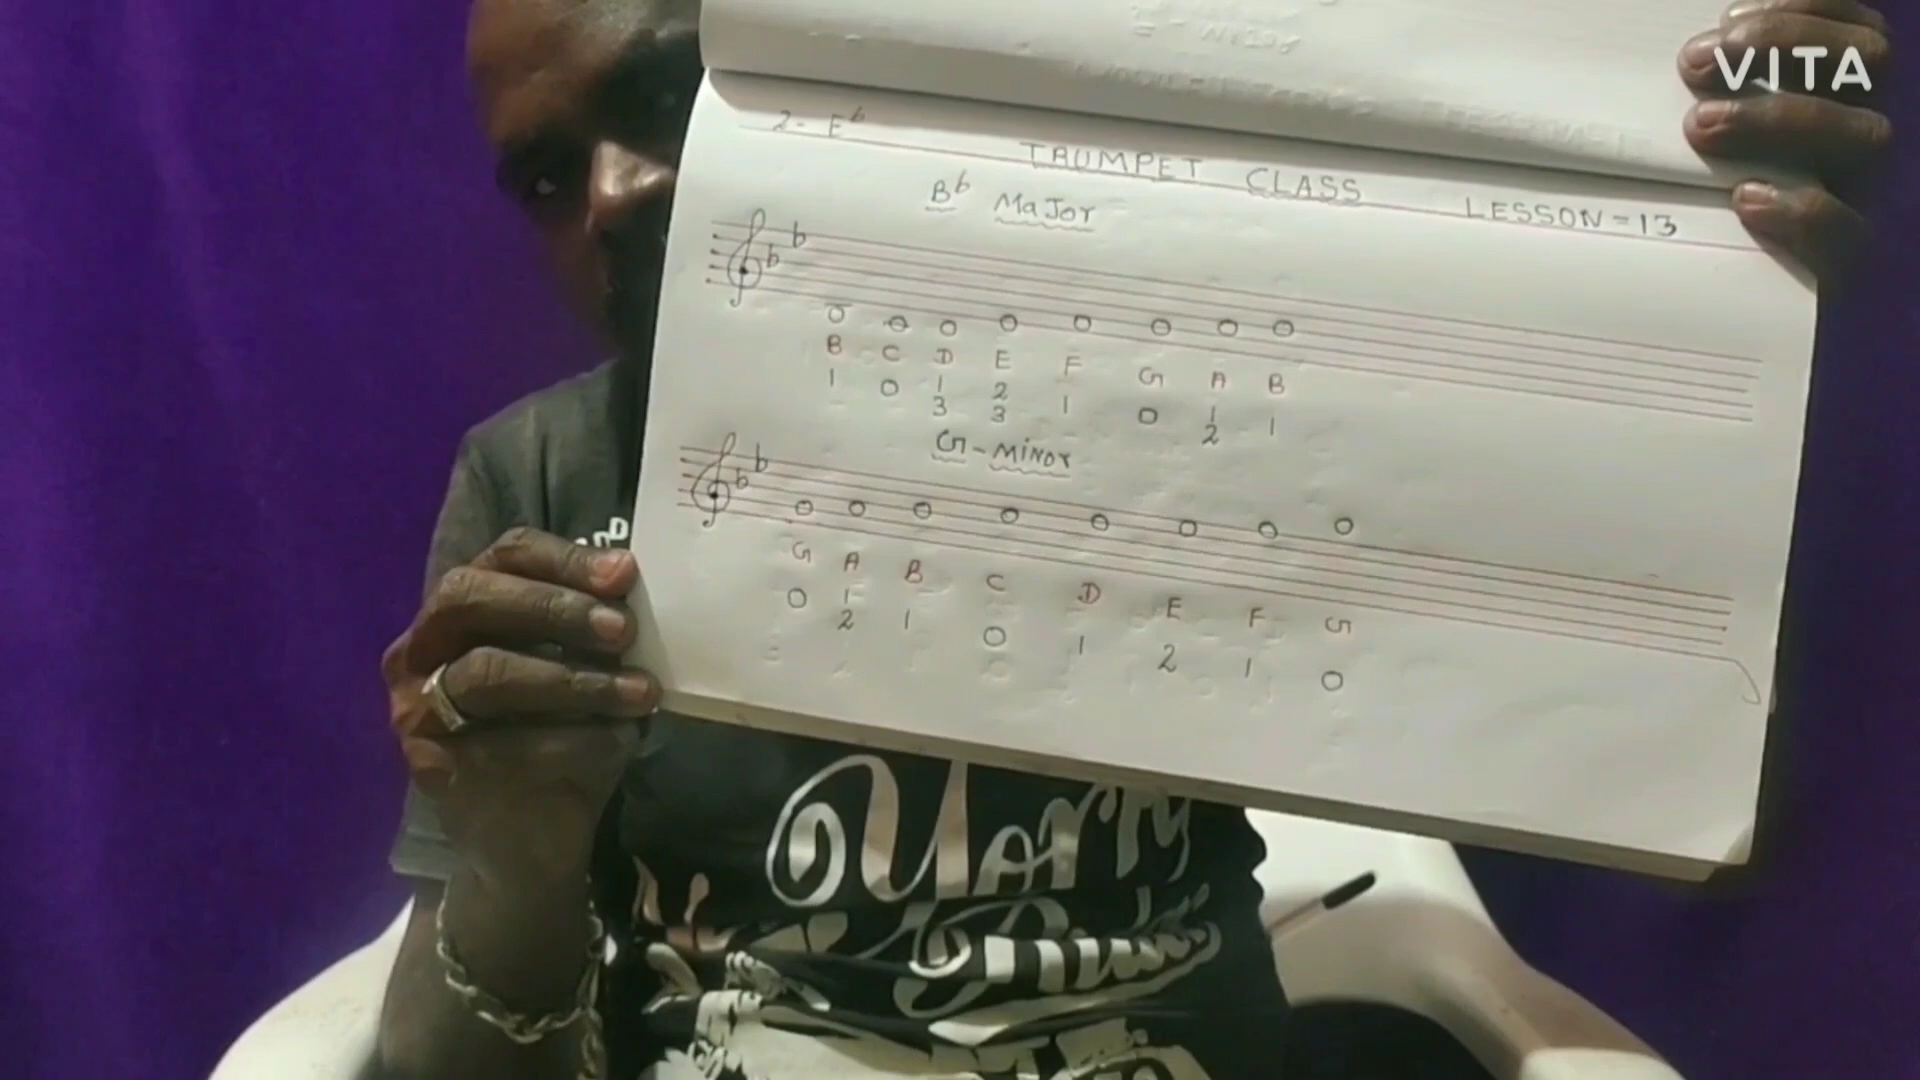 VITA
2 - E♭
TRUMPET CLASS LESSON = 13
B♭ MaJor
B C D E F G A B
1 0 1 2 1 0 1 1
3 3 2
G - MiNor
G A B C D E F G
0 1 1 0 1 2 1 0
2
York